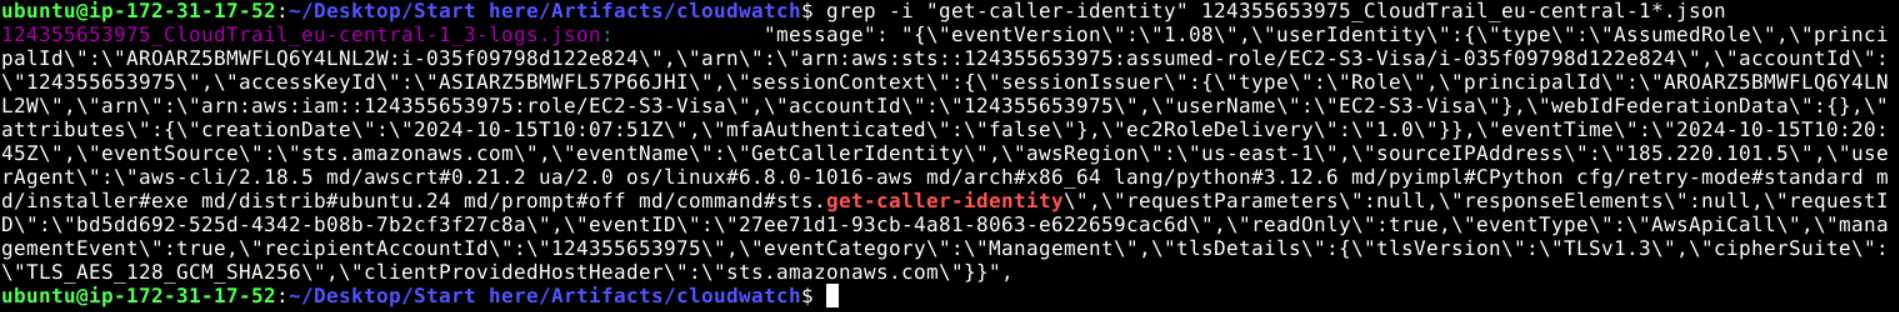 ubuntu@ip-172-31-17-52:~/Desktop/Start here/Artifacts/cloudwatch$ grep -i "get-caller-identity" 124355653975_CloudTrail_eu-central-1*.json
124355653975_CloudTrail_eu-central-1_3-logs.json:            "message": "{\"eventVersion\":\"1.08\",\"userIdentity\":{\"type\":\"AssumedRole\",\"princi
palId\":\"AROARZ5BMWFLQ6Y4LNL2W:i-035f09798d122e824\",\"arn\":\"arn:aws:sts::124355653975:assumed-role/EC2-S3-Visa/i-035f09798d122e824\",\"accountId\":
\"124355653975\",\"accessKeyId\":\"ASIARZ5BMWFL57P66JHI\",\"sessionContext\":{\"sessionIssuer\":{\"type\":\"Role\",\"principalId\":\"AROARZ5BMWFLQ6Y4LN
L2W\",\"arn\":\"arn:aws:iam::124355653975:role/EC2-S3-Visa\",\"accountId\":\"124355653975\",\"userName\":\"EC2-S3-Visa\"},\"webIdFederationData\":{},\"
attributes\":{\"creationDate\":\"2024-10-15T10:07:51Z\",\"mfaAuthenticated\":\"false\"},\"ec2RoleDelivery\":\"1.0\"}},\"eventTime\":\"2024-10-15T10:20:
45Z\",\"eventSource\":\"sts.amazonaws.com\",\"eventName\":\"GetCallerIdentity\",\"awsRegion\":\"us-east-1\",\"sourceIPAddress\":\"185.220.101.5\",\"use
rAgent\":\"aws-cli/2.18.5 md/awscrt#0.21.2 ua/2.0 os/linux#6.8.0-1016-aws md/arch#x86_64 lang/python#3.12.6 md/pyimpl#CPython cfg/retry-mode#standard m
d/installer#exe md/distrib#ubuntu.24 md/prompt#off md/command#sts.get-caller-identity\",\"requestParameters\":null,\"responseElements\":null,\"requestI
D\":\"bd5dd692-525d-4342-b08b-7b2cf3f27c8a\",\"eventID\":\"27ee71d1-93cb-4a81-8063-e622659cac6d\",\"readOnly\":true,\"eventType\":\"AwsApiCall\",\"mana
gementEvent\":true,\"recipientAccountId\":\"124355653975\",\"eventCategory\":\"Management\",\"tlsDetails\":{\"tlsVersion\":\"TLSv1.3\",\"cipherSuite\":
\"TLS_AES_128_GCM_SHA256\",\"clientProvidedHostHeader\":\"sts.amazonaws.com\"}}",
ubuntu@ip-172-31-17-52:~/Desktop/Start here/Artifacts/cloudwatch$